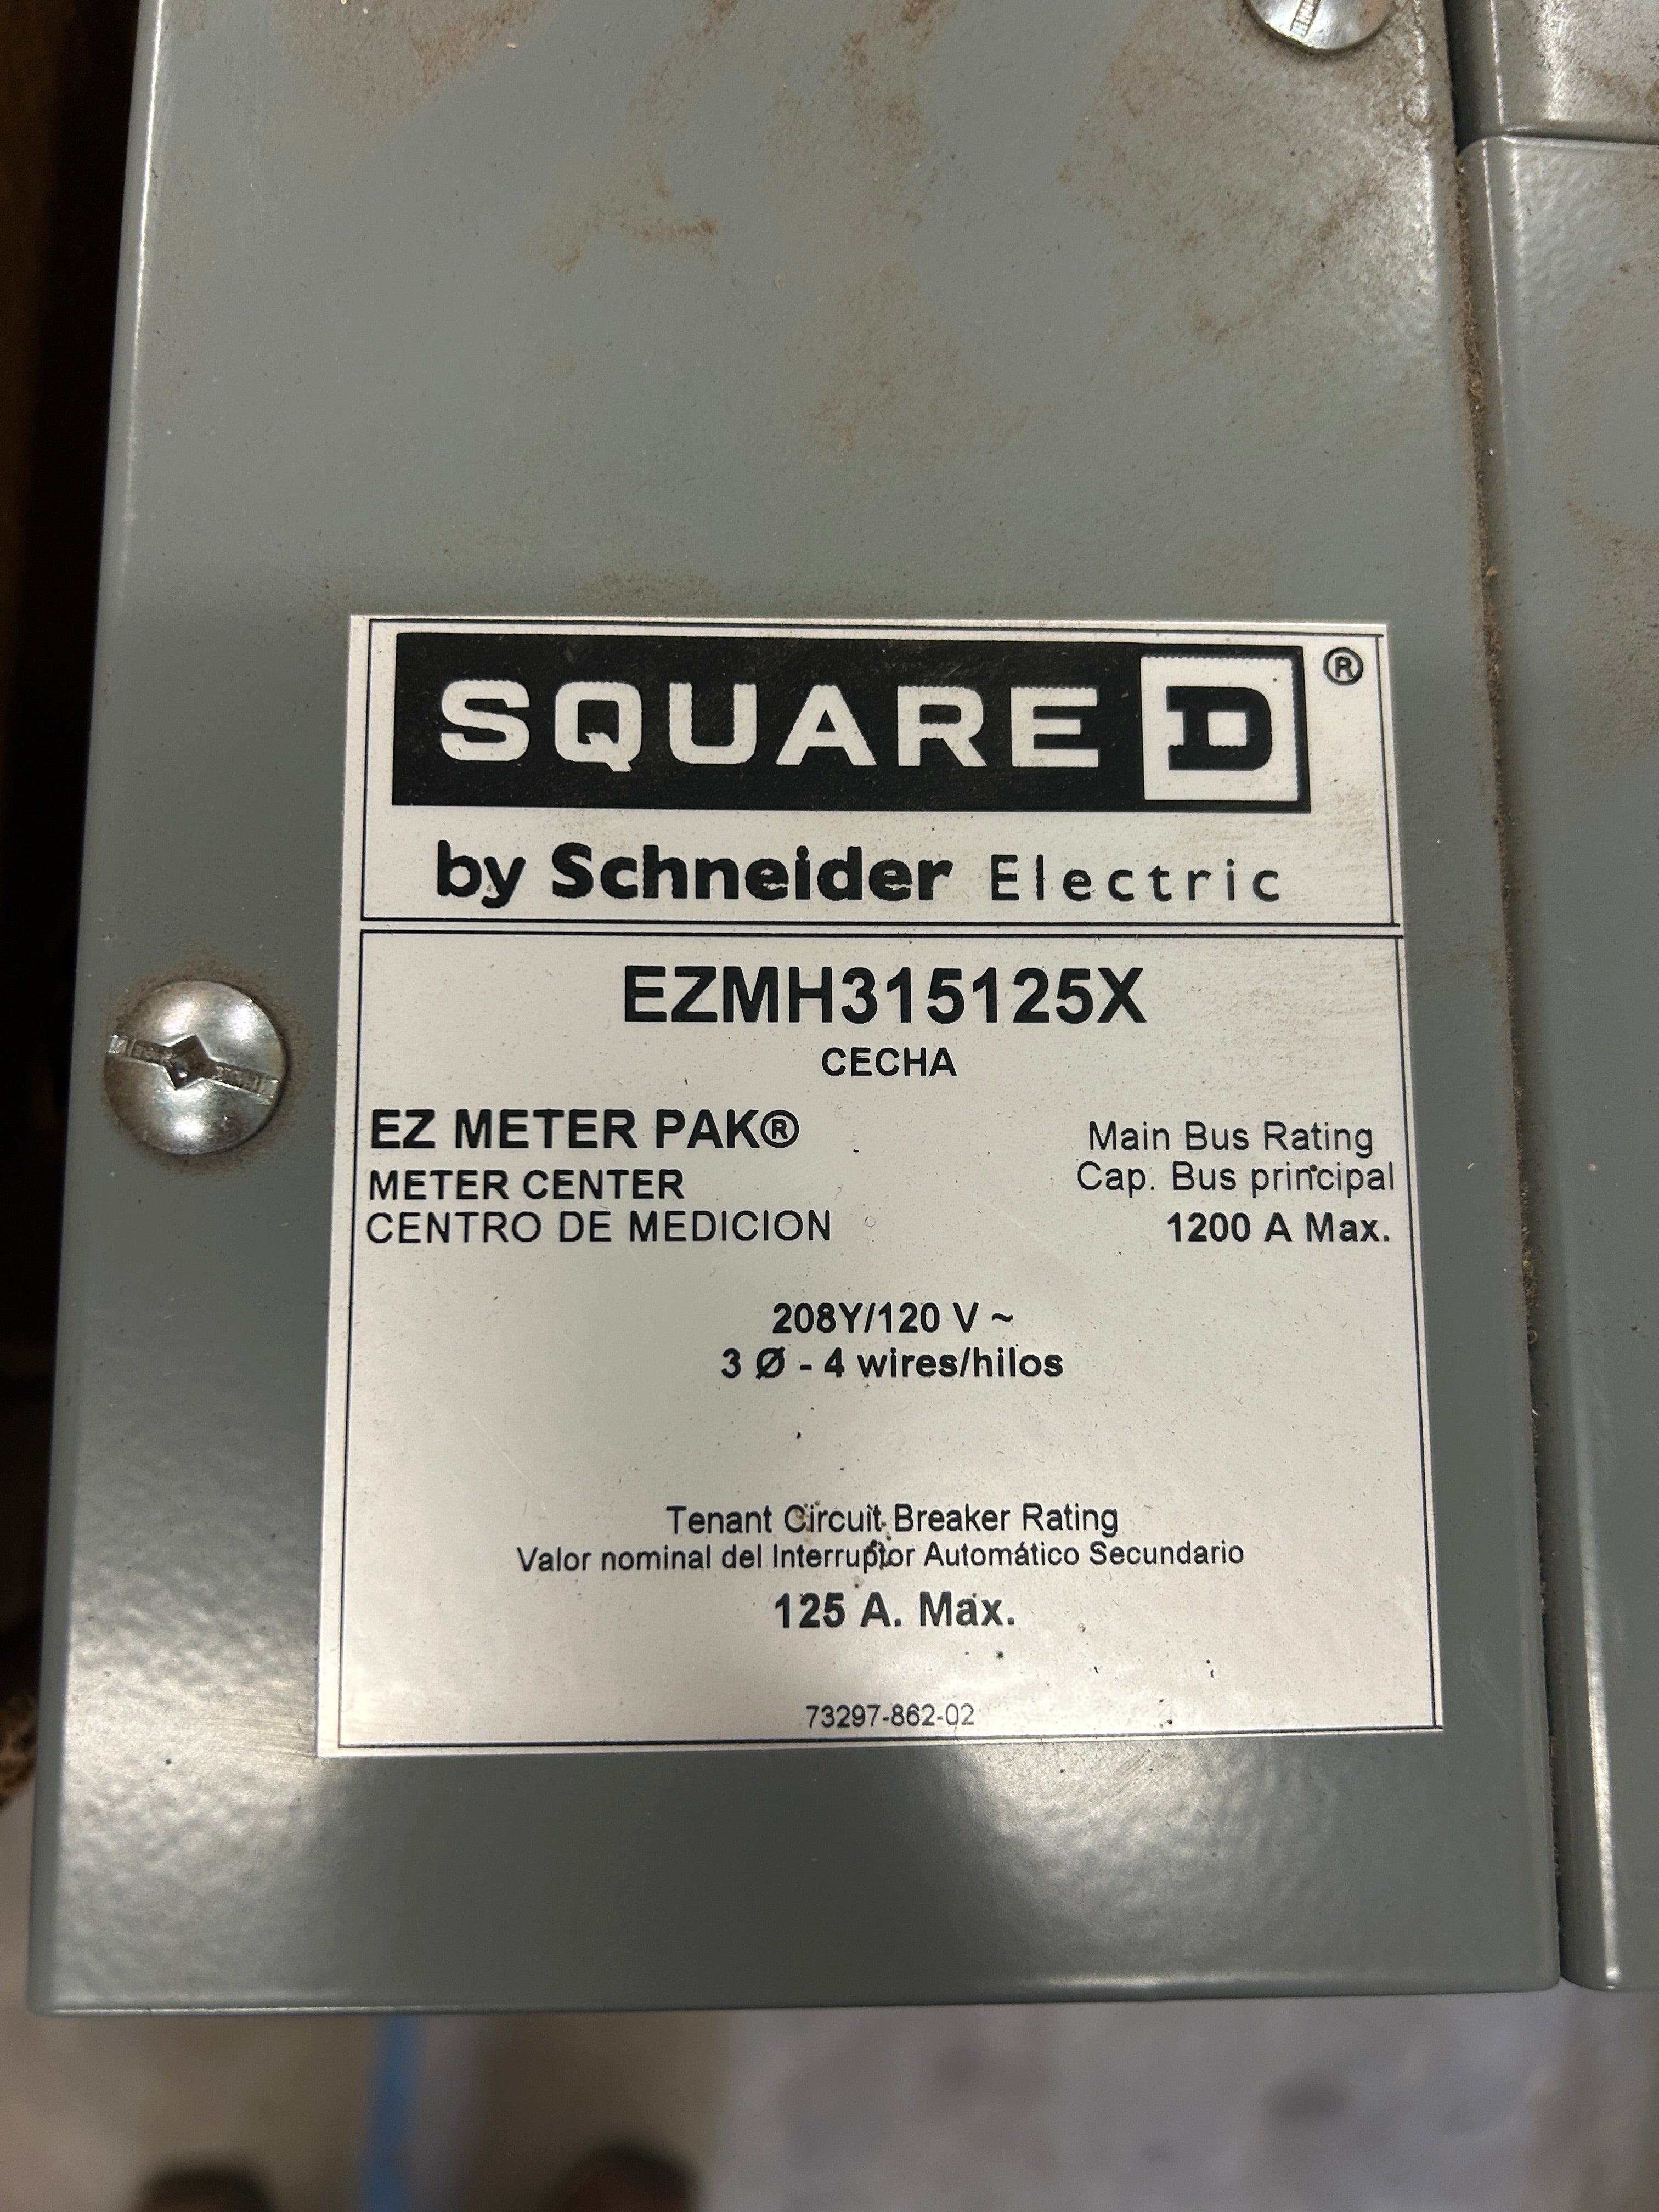 SQUARE D ®
by Schneider Electric
EZMH315125X
CECHA
EZ METER PAK®
METER CENTER
CENTRO DE MEDICION
Main Bus Rating
Cap. Bus principal
1200 A Max.
208Y/120 V ~
3 Ø - 4 wires/hilos
Tenant Circuit Breaker Rating
Valor nominal del Interruptor Automático Secundario
125 A. Max.
73297-862-02